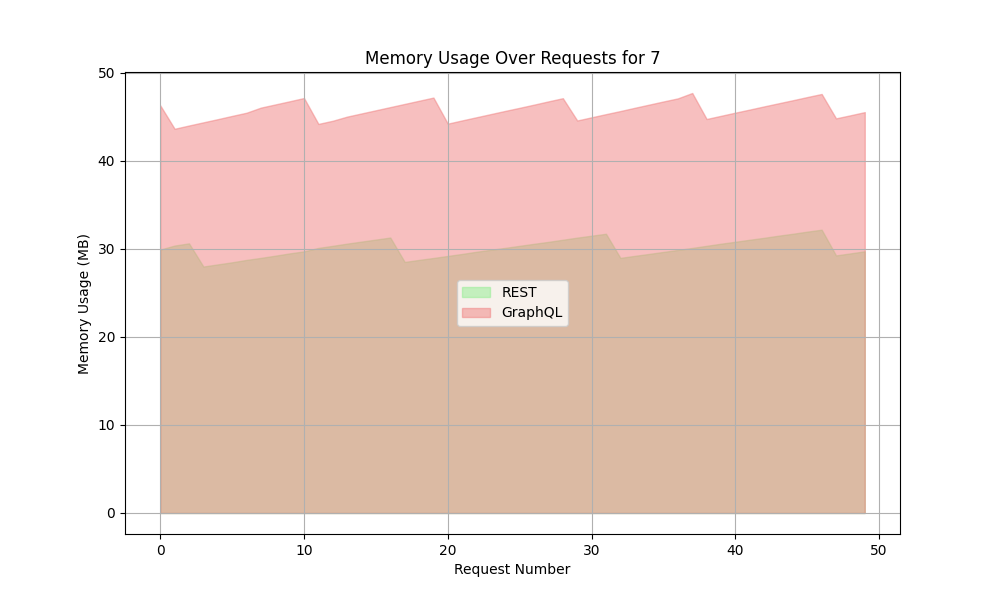 Memory Usage Over Requests for 7
Memory Usage (MB)
50
40
30
20
10
0
REST
GraphQL
0 10 20 30 40 50
Request Number